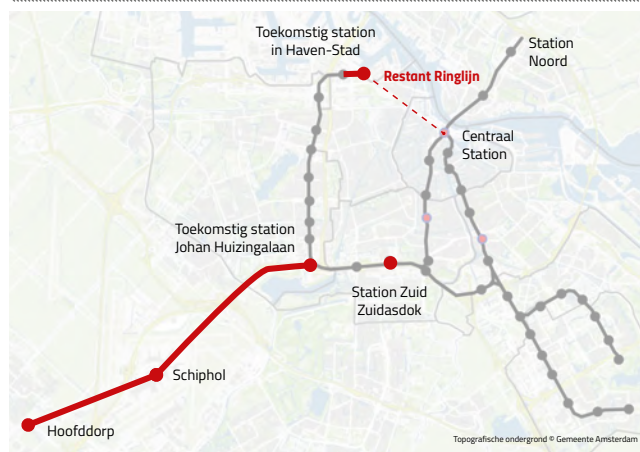 Toekomstig station
in Haven-Stad
Station
Noord
Restant Ringlijn
Centraal
Station
Toekomstig station
Johan Huizingalaan
Station Zuid
Zuidasdok
Schiphol
Hoofddorp
Topografische ondergrond © Gemeente Amsterdam